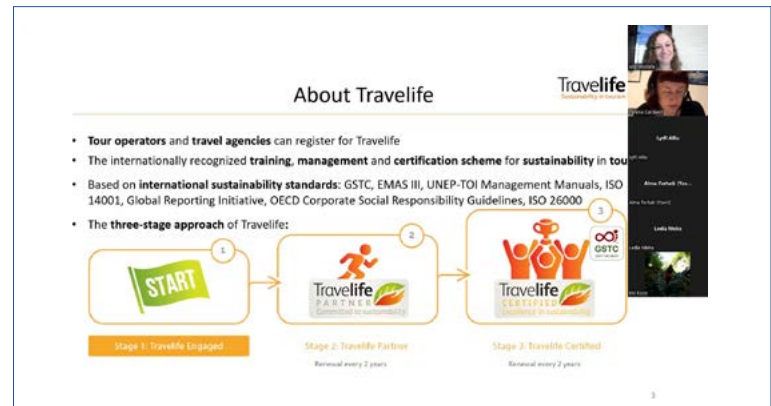 About Travelife
Travelife
Sustainability in tourism
• Tour operators and travel agencies can register for Travelife
• The internationally recognized training, management and certification scheme for sustainability in tou
• Based on international sustainability standards: GSTC, EMAS III, UNEP-TOI Management Manuals, ISO
14001, Global Reporting Initiative, OECD Corporate Social Responsibility Guidelines, ISO 26000
• The three-stage approach of Travelife:
1
START
Stage 1: Travelife Engaged
2
Travelife
PARTNER
Committed to sustainability
Stage 2: Travelife Partner
Renewal every 2 years
3
GSTC
Travelife
CERTIFIED
Excellence in sustainability
Stage 3: Travelife Certified
Renewal every 2 years
3
Alma